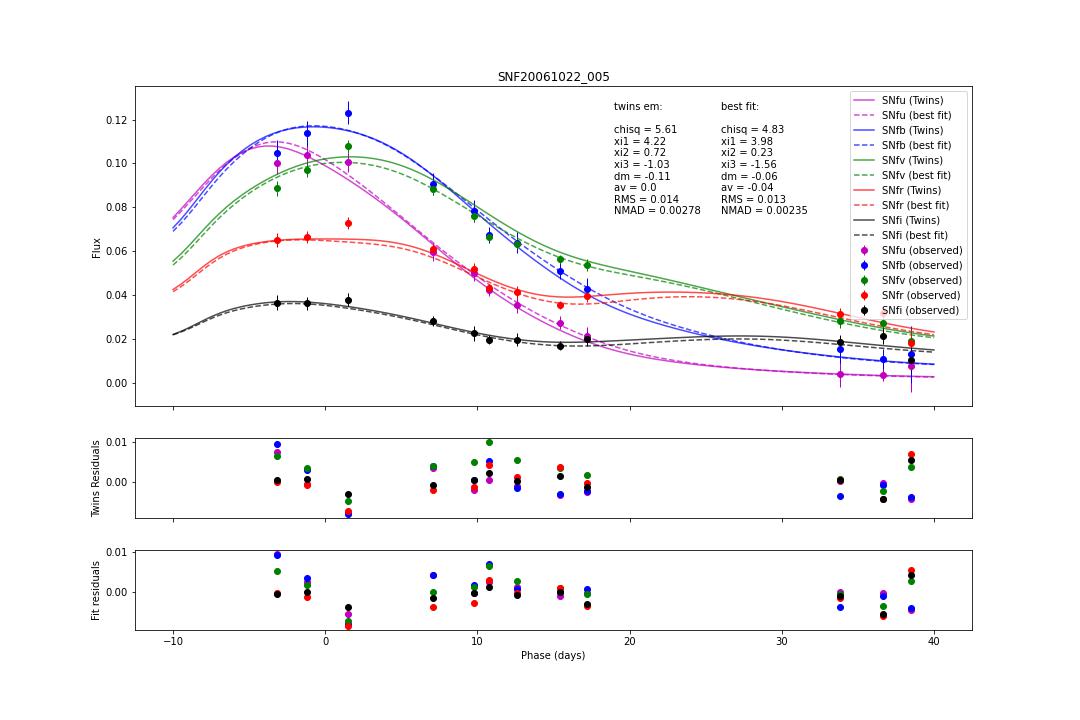 SNF20061022_005
0.12
0.10
0.08
0.06
0.04
0.02
0.00
Flux
twins em:
chisq = 5.61
xi1 = 4.22
xi2 = 0.72
xi3 = -1.03
dm = -0.11
av = 0.0
RMS = 0.014
NMAD = 0.00278
best fit:
chisq = 4.83
xi1 = 3.98
xi2 = 0.23
xi3 = -1.56
dm = -0.06
av = -0.04
RMS = 0.013
NMAD = 0.00235
SNfu (Twins)
SNfu (best fit)
SNfb (Twins)
SNfb (best fit)
SNfv (Twins)
SNfv (best fit)
SNfr (Twins)
SNfr (best fit)
SNfi (Twins)
SNfi (best fit)
SNfu (observed)
SNfb (observed)
SNfv (observed)
SNfr (observed)
SNfi (observed)
0.01
0.00
Twins Residuals
0.01
0.00
Fit residuals
−10
0
10
20
30
40
Phase (days)